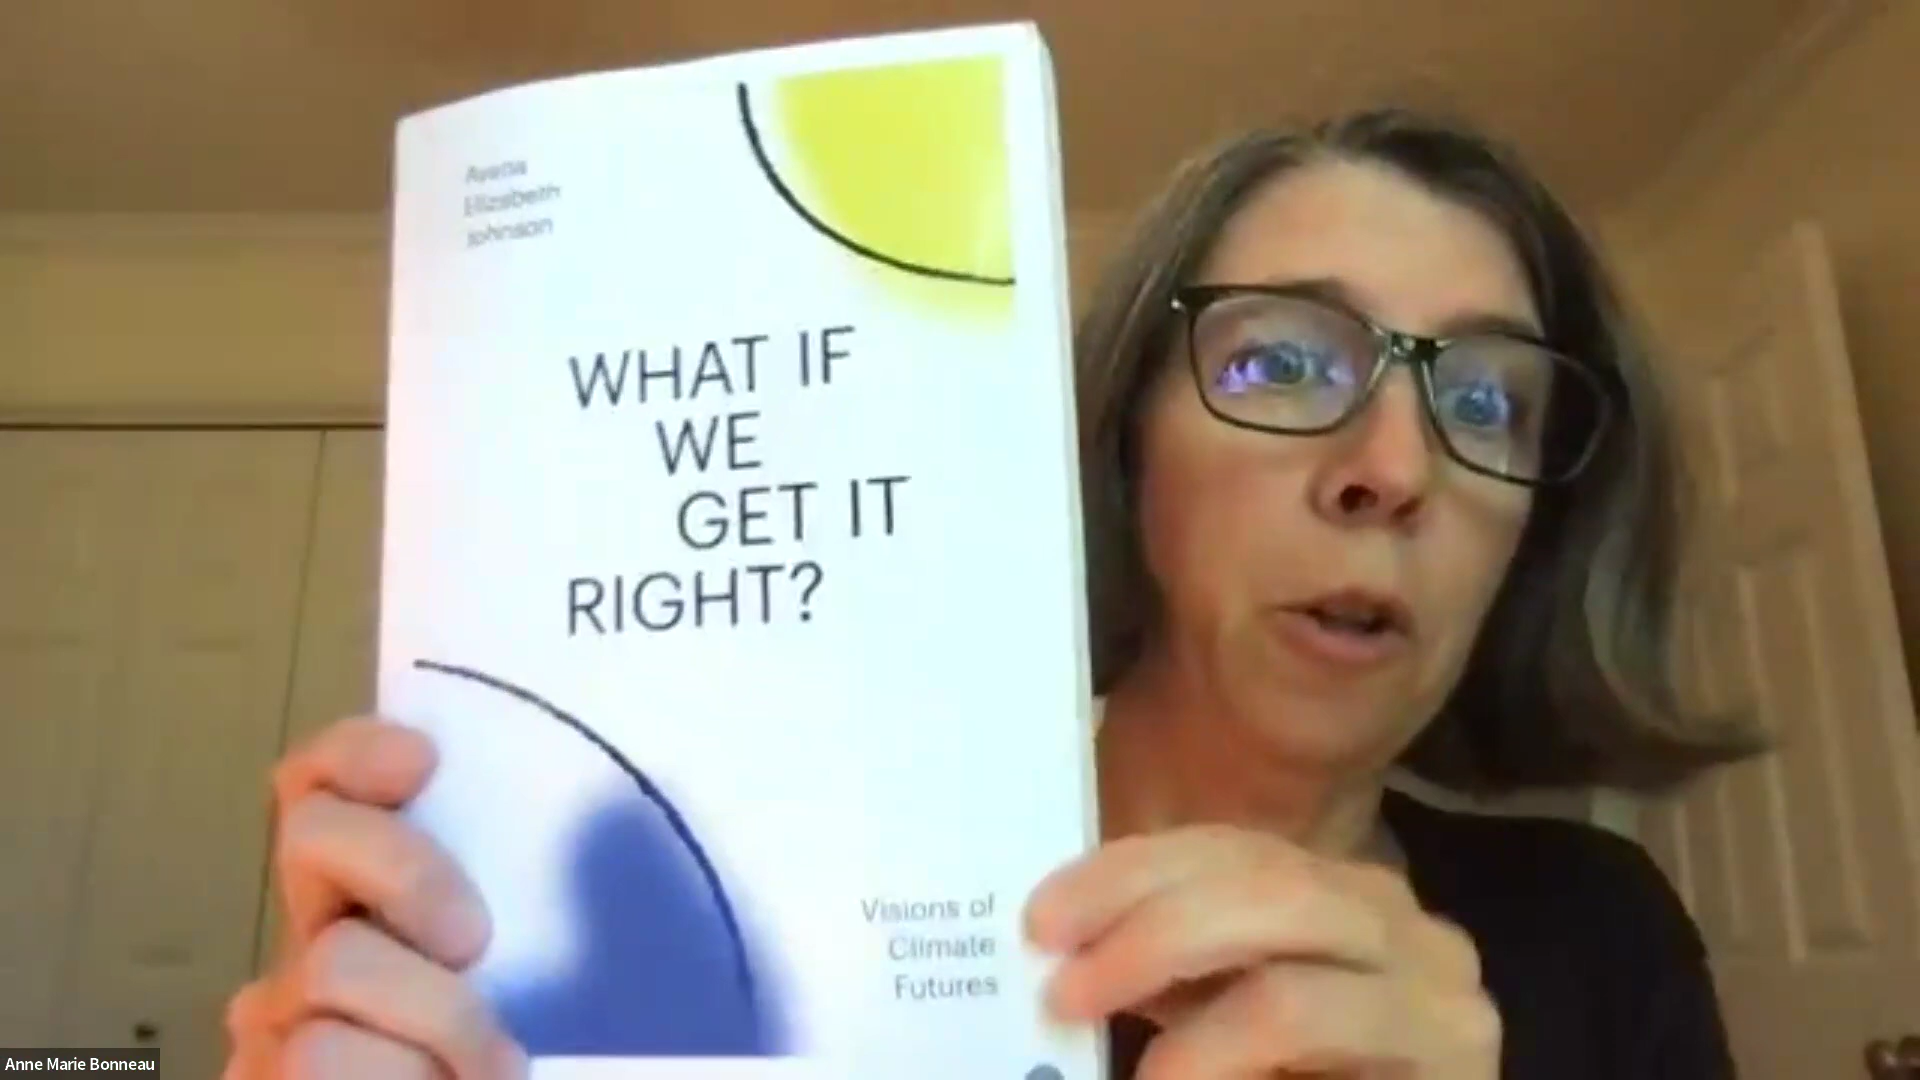 Ayana
Elizabeth
Johnson
WHAT IF
WE
GET IT
RIGHT?
Visions of
Climate
Futures
Anne Marie Bonneau